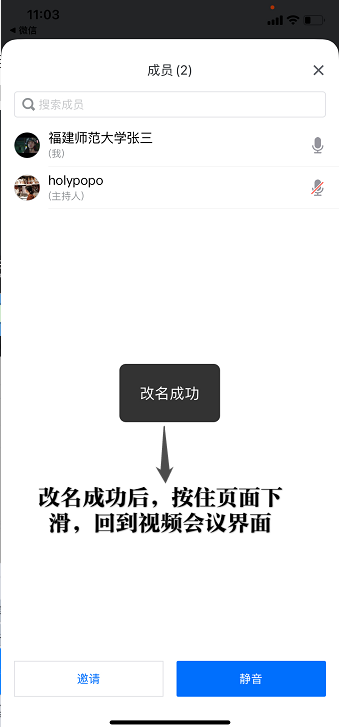 11:03
微信
成员 (2)
搜索成员
福建师范大学张三
(我)
holypopo
(主持人)
改名成功
改名成功后，按住页面下
滑，回到视频会议界面
邀请
静音